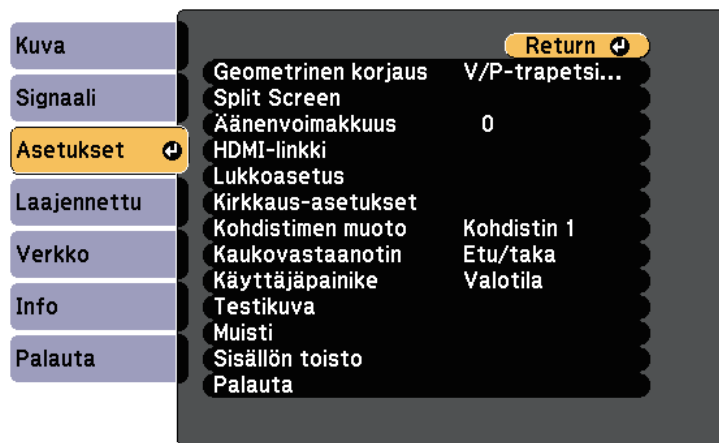 Kuva
Signaali
Asetukset
Laajennettu
Verkko
Info
Palauta
Return
Geometrinen korjaus V/P-trapetsi...
Split Screen
Äänenvoimakkuus 0
HDMI-linkki
Lukkoasetus
Kirkkaus-asetukset
Kohdistimen muoto Kohdistin 1
Kaukovastaanotin Etu/taka
Käyttäjäpainike Valotila
Testikuva
Muisti
Sisällön toisto
Palauta